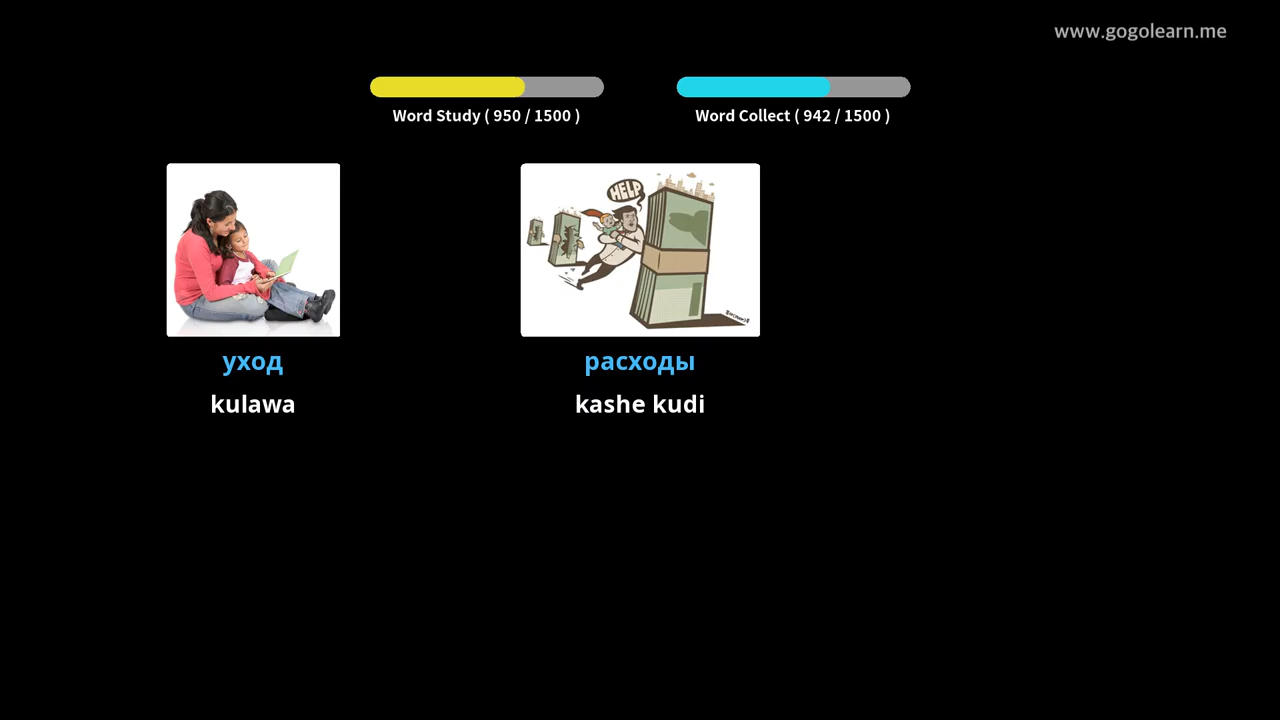 www.gogolearn.me
Word Study ( 950 / 1500 )
Word Collect ( 942 / 1500 )
HELP
уход
расходы
kulawa
kashe kudi